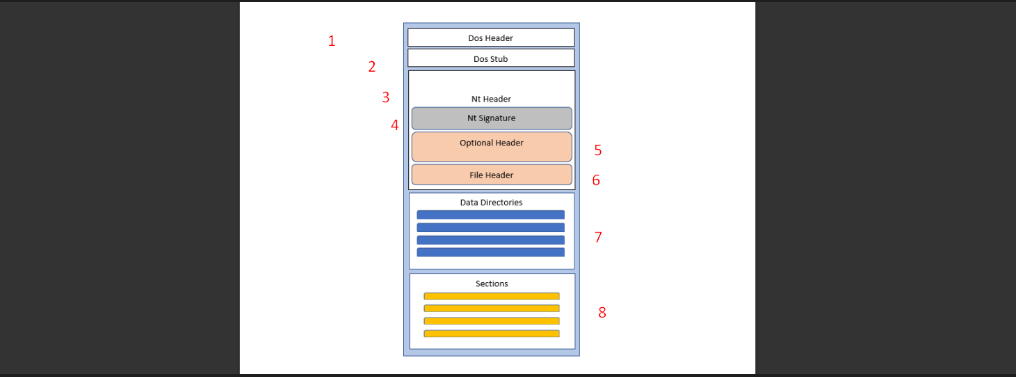 1
Dos Header
Dos Stub
2
3
Nt Header
Nt Signature
4
Optional Header
5
File Header
6
Data Directories
7
Sections
8